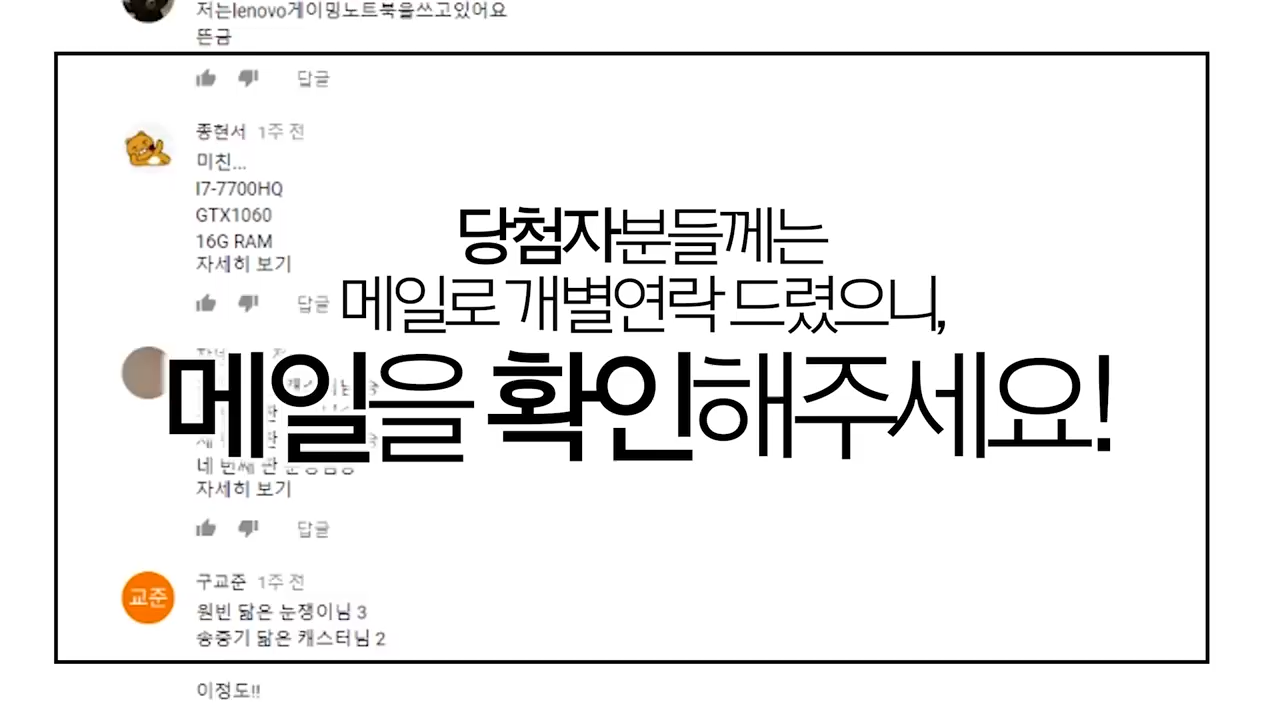 저는lenovo게이밍노트북을쓰고있어요
뜬금
답글
종현서 1주 전
미친...
I7-7700HQ
GTX1060
16G RAM
자세히 보기
답글
당첨자분들께는
메일로 개별연락 드렸으니,
메일을 확인해주세요!
네 번째 판
자세히 보기
답글
교준
구교준 1주 전
원빈 닮은 눈쟁이님 3
송중기 닮은 캐스터님 2
이정도!!